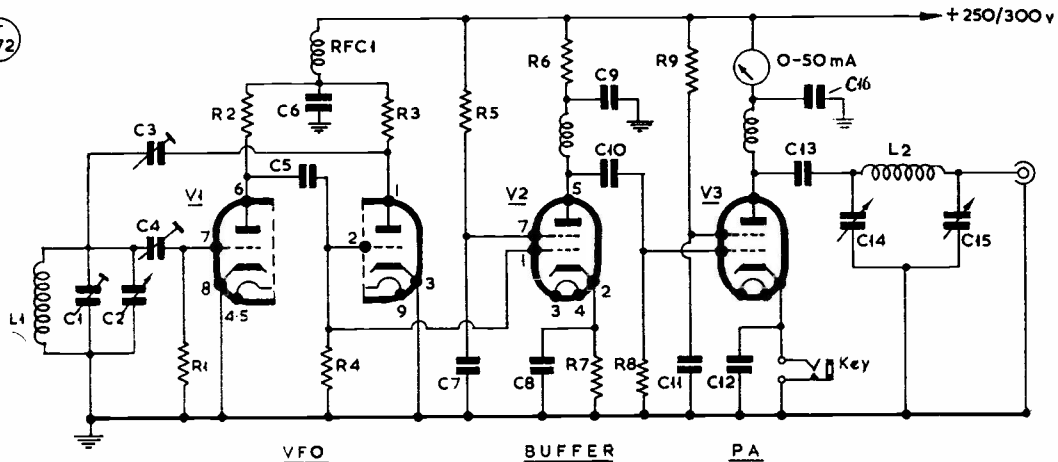 + 250/300 V
72
RFC1
R6
C9
R9
0-50mA
C16
R2
C6
R3
R5
C3
C5
C10
C13
L2
V1
6
1
V2
5
V3
C4
7
2
7
1
C14
C15
8
3
2
L1
C1
C2
4·5
9
3
4
R1
R4
C7
C8
R7
R8
C11
C12
Key
VFO
BUFFER
PA